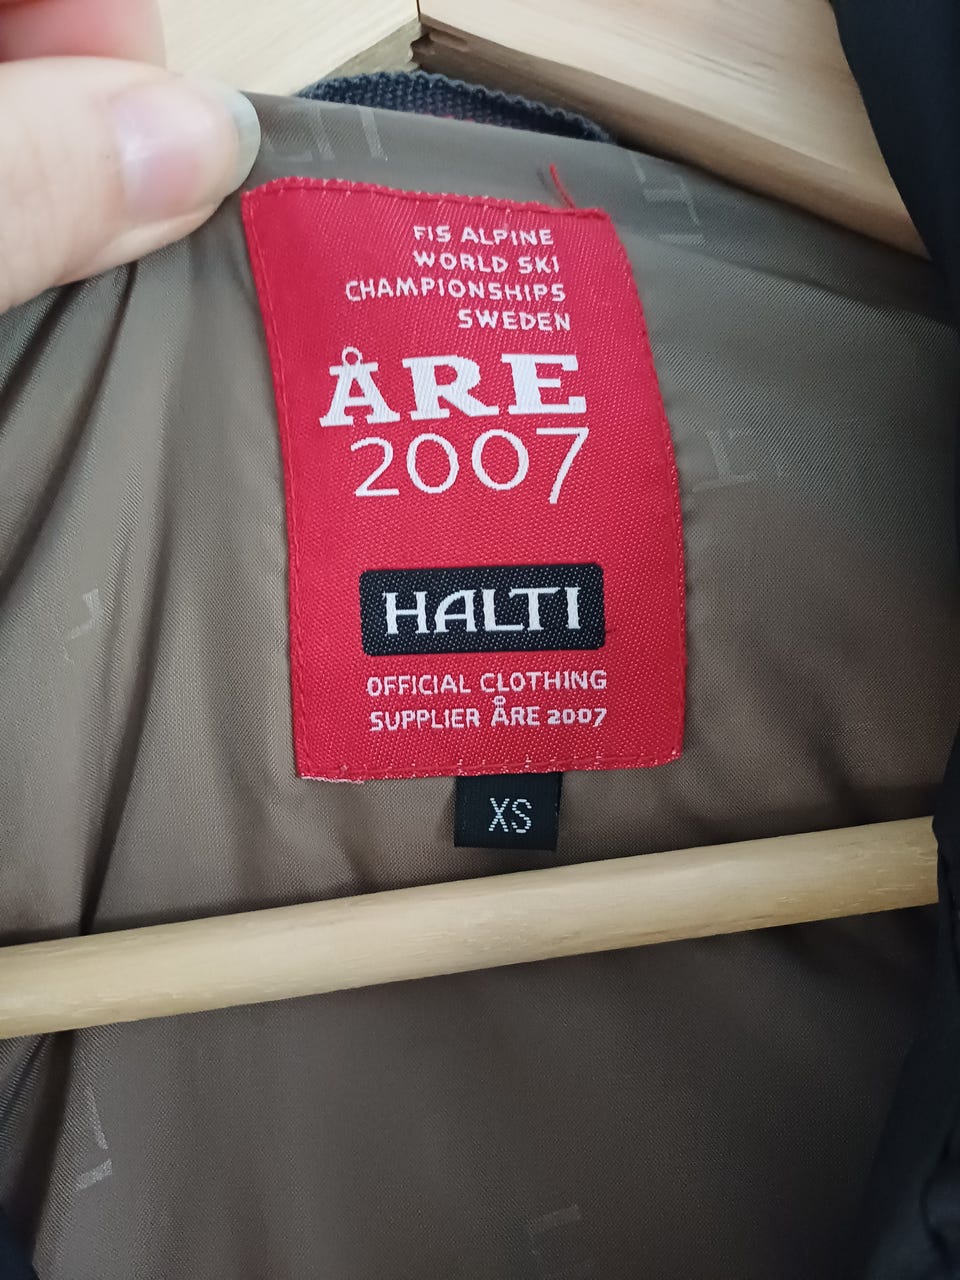 FIS ALPINE
WORLD SKI
CHAMPIONSHIPS
SWEDEN
ÅRE
2007
HALTI
OFFICIAL CLOTHING
SUPPLIER ÅRE 2007
XS